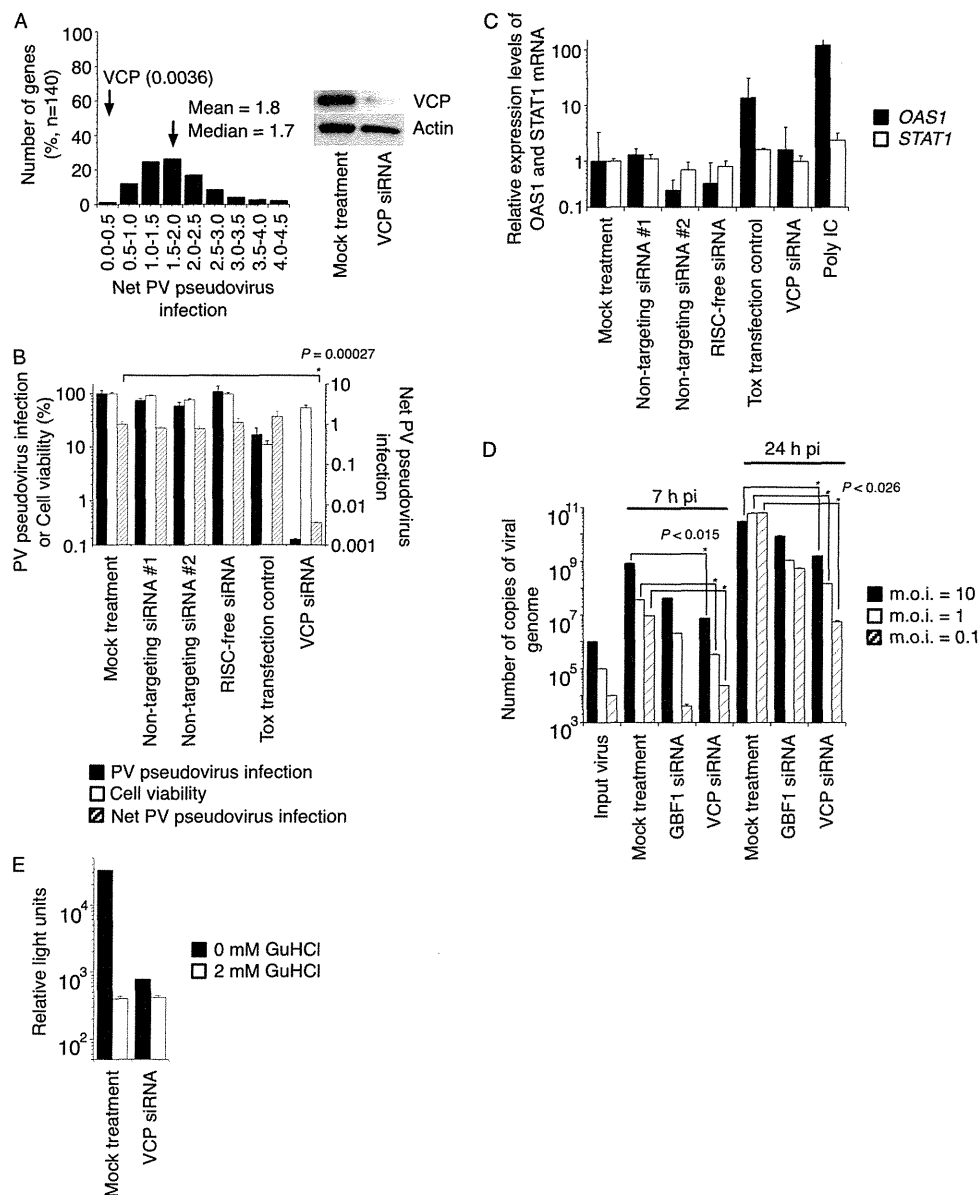 A
Number of genes
(%, n=140)
100
80
60
40
20
0
VCP (0.0036)
Mean = 1.8
Median = 1.7
0.0-0.5
0.5-1.0
1.0-1.5
1.5-2.0
2.0-2.5
2.5-3.0
3.0-3.5
3.5-4.0
4.0-4.5
Net PV pseudovirus
infection
VCP
Actin
Mock treatment
VCP siRNA
C
Relative expression levels of
OAS1 and STAT1 mRNA
100
10
1
0.1
OAS1
STAT1
Mock treatment
Non-targeting siRNA #1
Non-targeting siRNA #2
RISC-free siRNA
Tox transfection control
VCP siRNA
Poly IC
B
P = 0.00027
*
PV pseudovirus infection
or Cell viability (%)
100
10
1
0.1
10
1
0.1
0.01
0.001
Net PV pseudovirus
infection
Mock treatment
Non-targeting siRNA #1
Non-targeting siRNA #2
RISC-free siRNA
Tox transfection control
VCP siRNA
PV pseudovirus infection
Cell viability
Net PV pseudovirus infection
D
24 h pi
7 h pi
P < 0.026
P < 0.015
* * *
* * *
Number of copies of viral
genome
10¹¹
10⁹
10⁷
10⁵
10³
m.o.i. = 10
m.o.i. = 1
m.o.i. = 0.1
Input virus
Mock treatment
GBF1 siRNA
VCP siRNA
Mock treatment
GBF1 siRNA
VCP siRNA
E
Relative light units
10⁴
10³
10²
0 mM GuHCl
2 mM GuHCl
Mock treatment
VCP siRNA